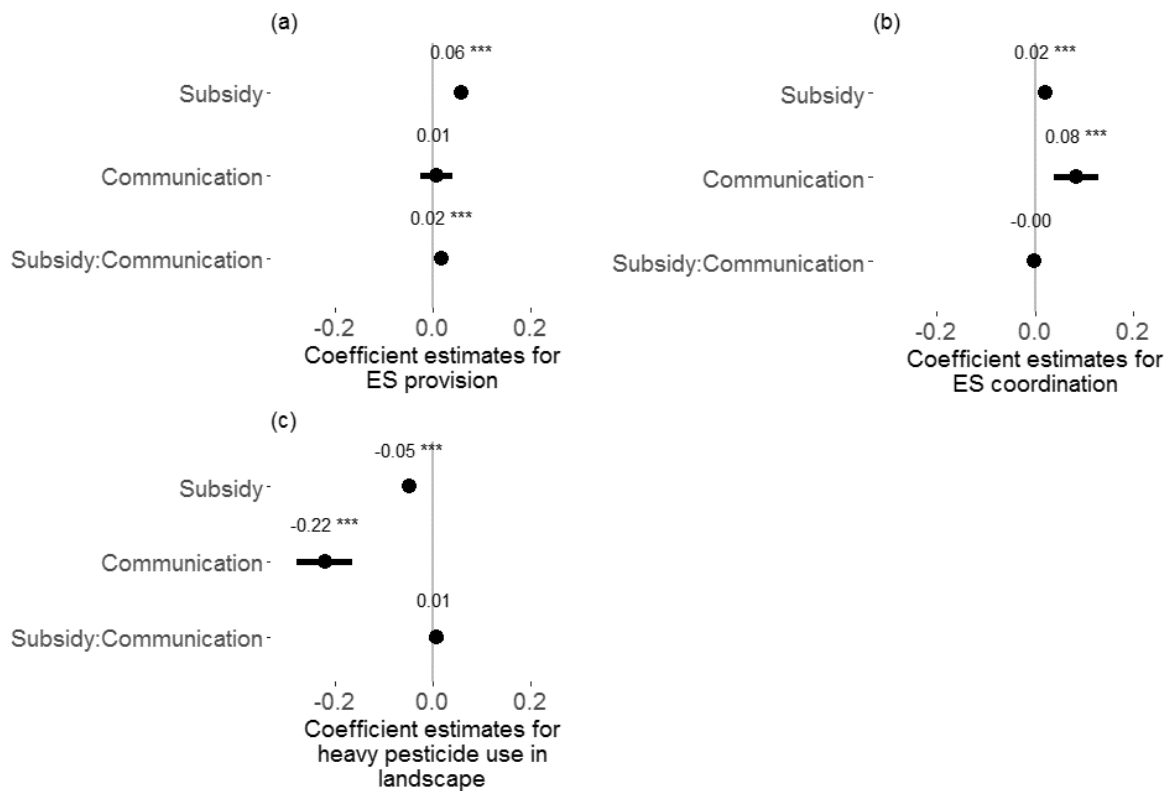 (a)
0.06 ***
Subsidy
0.01
Communication
0.02 ***
Subsidy:Communication
-0.2 0.0 0.2
Coefficient estimates for
ES provision
(b)
0.02 ***
Subsidy
0.08 ***
Communication
-0.00
Subsidy:Communication
-0.2 0.0 0.2
Coefficient estimates for
ES coordination
(c)
-0.05 ***
Subsidy
-0.22 ***
Communication
0.01
Subsidy:Communication
-0.2 0.0 0.2
Coefficient estimates for
heavy pesticide use in
landscape